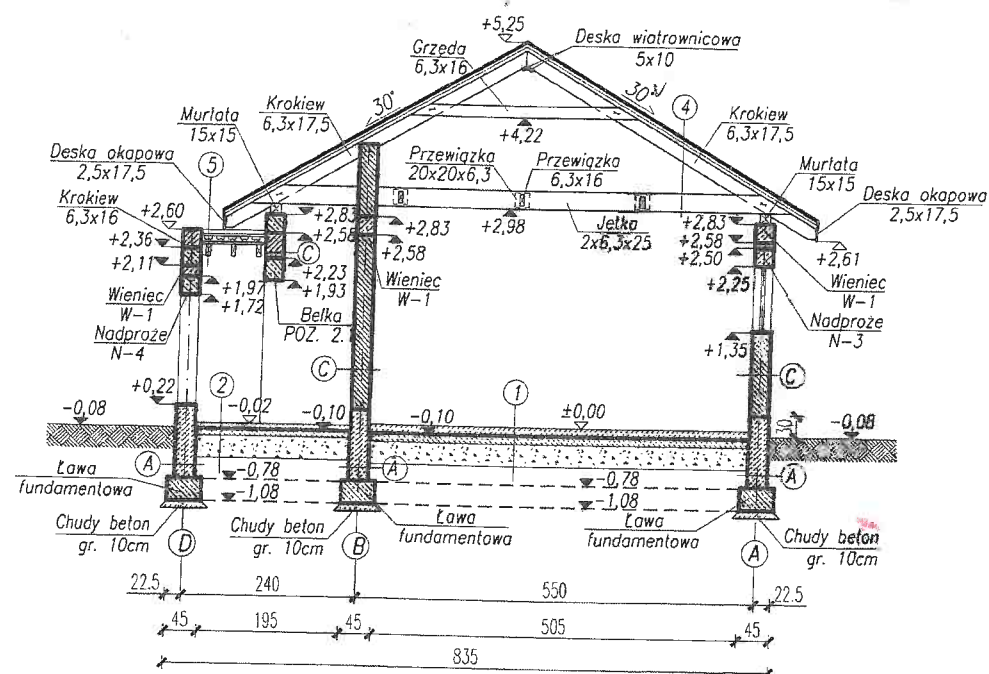 +5,25
Deska wiatrownicowa
5x10
Grzęda
6,3x16
30°
30°
4
Krokiew
6,3x17,5
Krokiew
6,3x17,5
Murłata
15x15
+4,22
Deska okapowa
2,5x17,5
5
Przewiązka
20x20x6,3
Przewiązka
6,3x16
Murłata
15x15
Deska okapowa
2,5x17,5
Krokiew
6,3x16
+2,60
+2,83
+2,83
+2,98
Jętka
2x6,3x25
+2,83
+2,36
+2,58
C
+2,58
+2,58
+2,50
+2,61
+2,11
+2,23
+1,97
+1,93
+2,25
+1,72
Wieniec
W-1
Wieniec
W-1
Wieniec
W-1
Nadproże
N-4
Belka
POZ. 2.
Nadproże
N-3
+1,35
C
C
+0,22
2
1
-0,08
-0,02
-0,10
-0,10
±0,00
30
-0,08
A
A
A
-0,78
-0,78
-1,08
-1,08
Ława
fundamentowa
Ława
fundamentowa
Ława
fundamentowa
Chudy beton
gr. 10cm
Chudy beton
gr. 10cm
Chudy beton
gr. 10cm
D
B
A
22.5
240
550
22.5
45
195
45
505
45
835